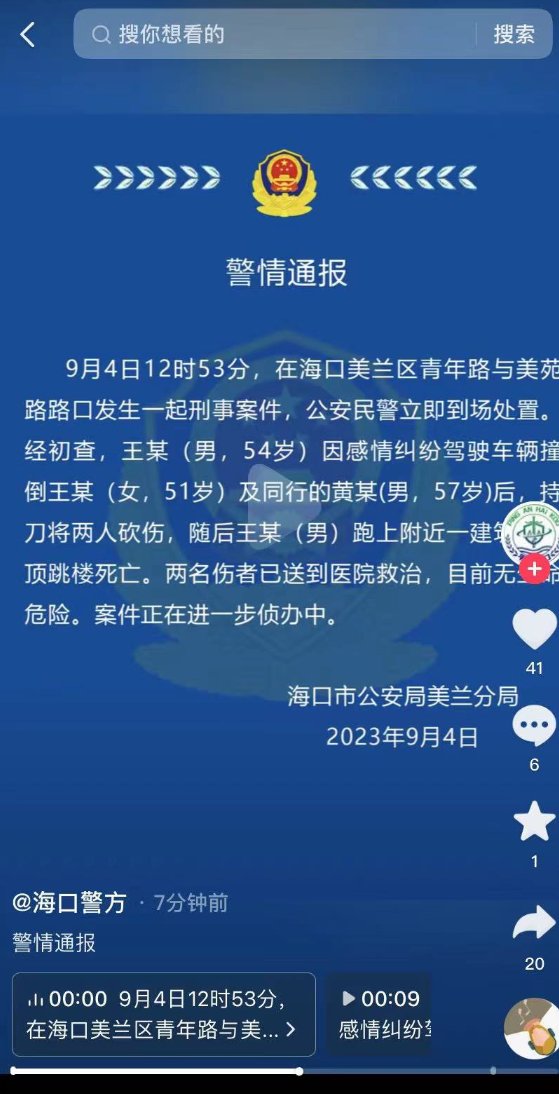 搜你想看的 搜索
警情通报
9月4日12时53分，在海口美兰区青年路与美苑
路路口发生一起刑事案件，公安民警立即到场处置。
经初查，王某（男，54岁）因感情纠纷驾驶车辆撞
倒王某（女，51岁）及同行的黄某(男，57岁)后，持
刀将两人砍伤，随后王某（男）跑上附近一建
顶跳楼死亡。两名伤者已送到医院救治，目前无
危险。案件正在进一步侦办中。
海口市公安局美兰分局
2023年9月4日
PING AN HAI
41
6
1
20
@海口警方 · 7分钟前
警情通报
00:00 9月4日12时53分，
在海口美兰区青年路与美...
00:09
感情纠纷